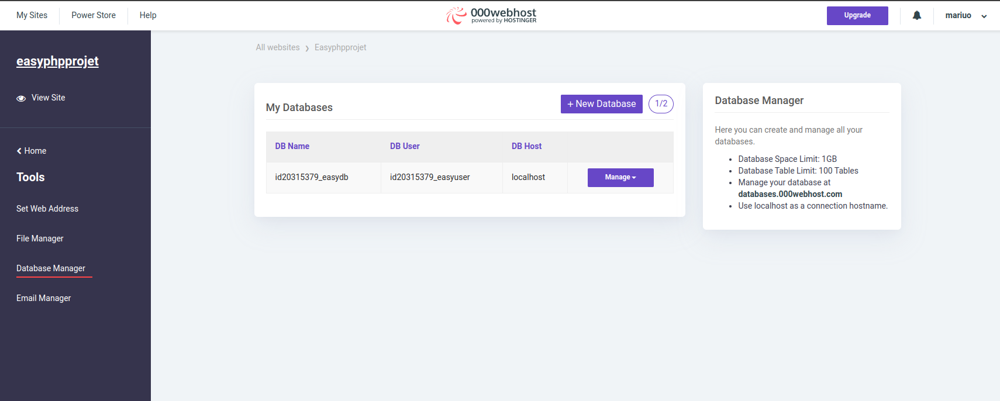 My Sites
Power Store
Help
000webhost
powered by HOSTINGER
Upgrade
mariuo
easyphpprojet
View Site
Home
Tools
Set Web Address
File Manager
Database Manager
Email Manager
All websites
Easyphpprojet
My Databases
+ New Database
1/2
DB Name
DB User
DB Host
id20315379_easydb
id20315379_easyuser
localhost
Manage
Database Manager
Here you can create and manage all your
databases.
• Database Space Limit: 1GB
• Database Table Limit: 100 Tables
• Manage your database at
databases.000webhost.com
• Use localhost as a connection hostname.